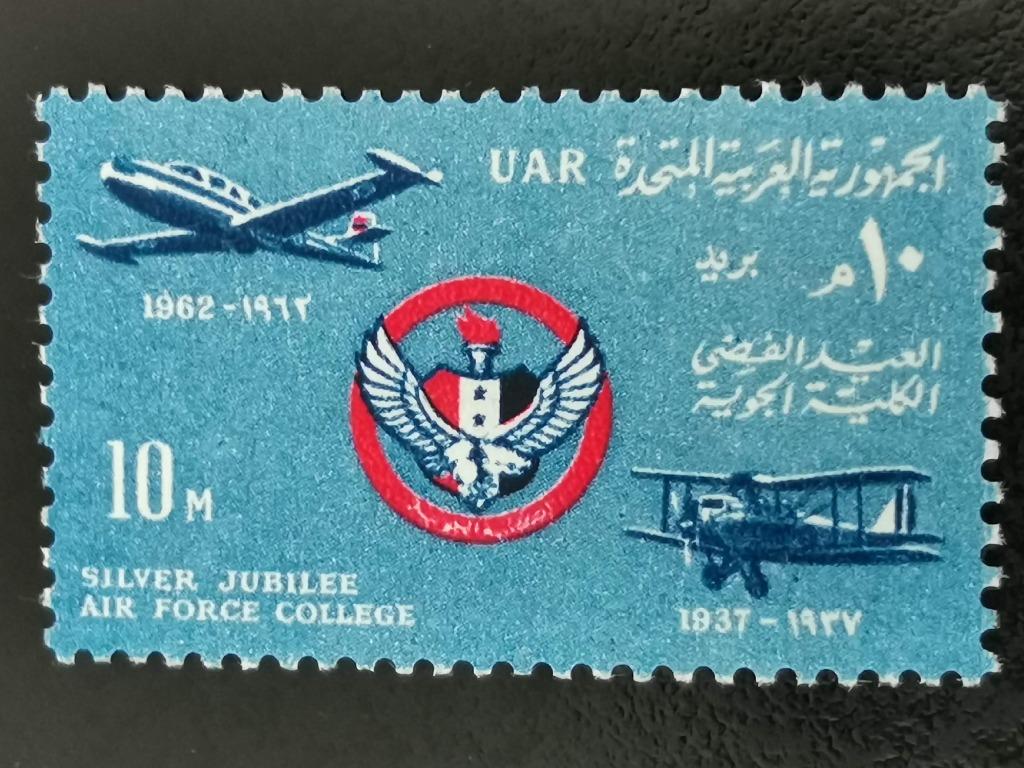 UAR الجمهورية العربية المتحدة
١٠م بريد
1962 - ١٩٦٢
العيد الفضي
الكلية الجوية
10 M
SILVER JUBILEE
AIR FORCE COLLEGE
1937 - ١٩٣٧